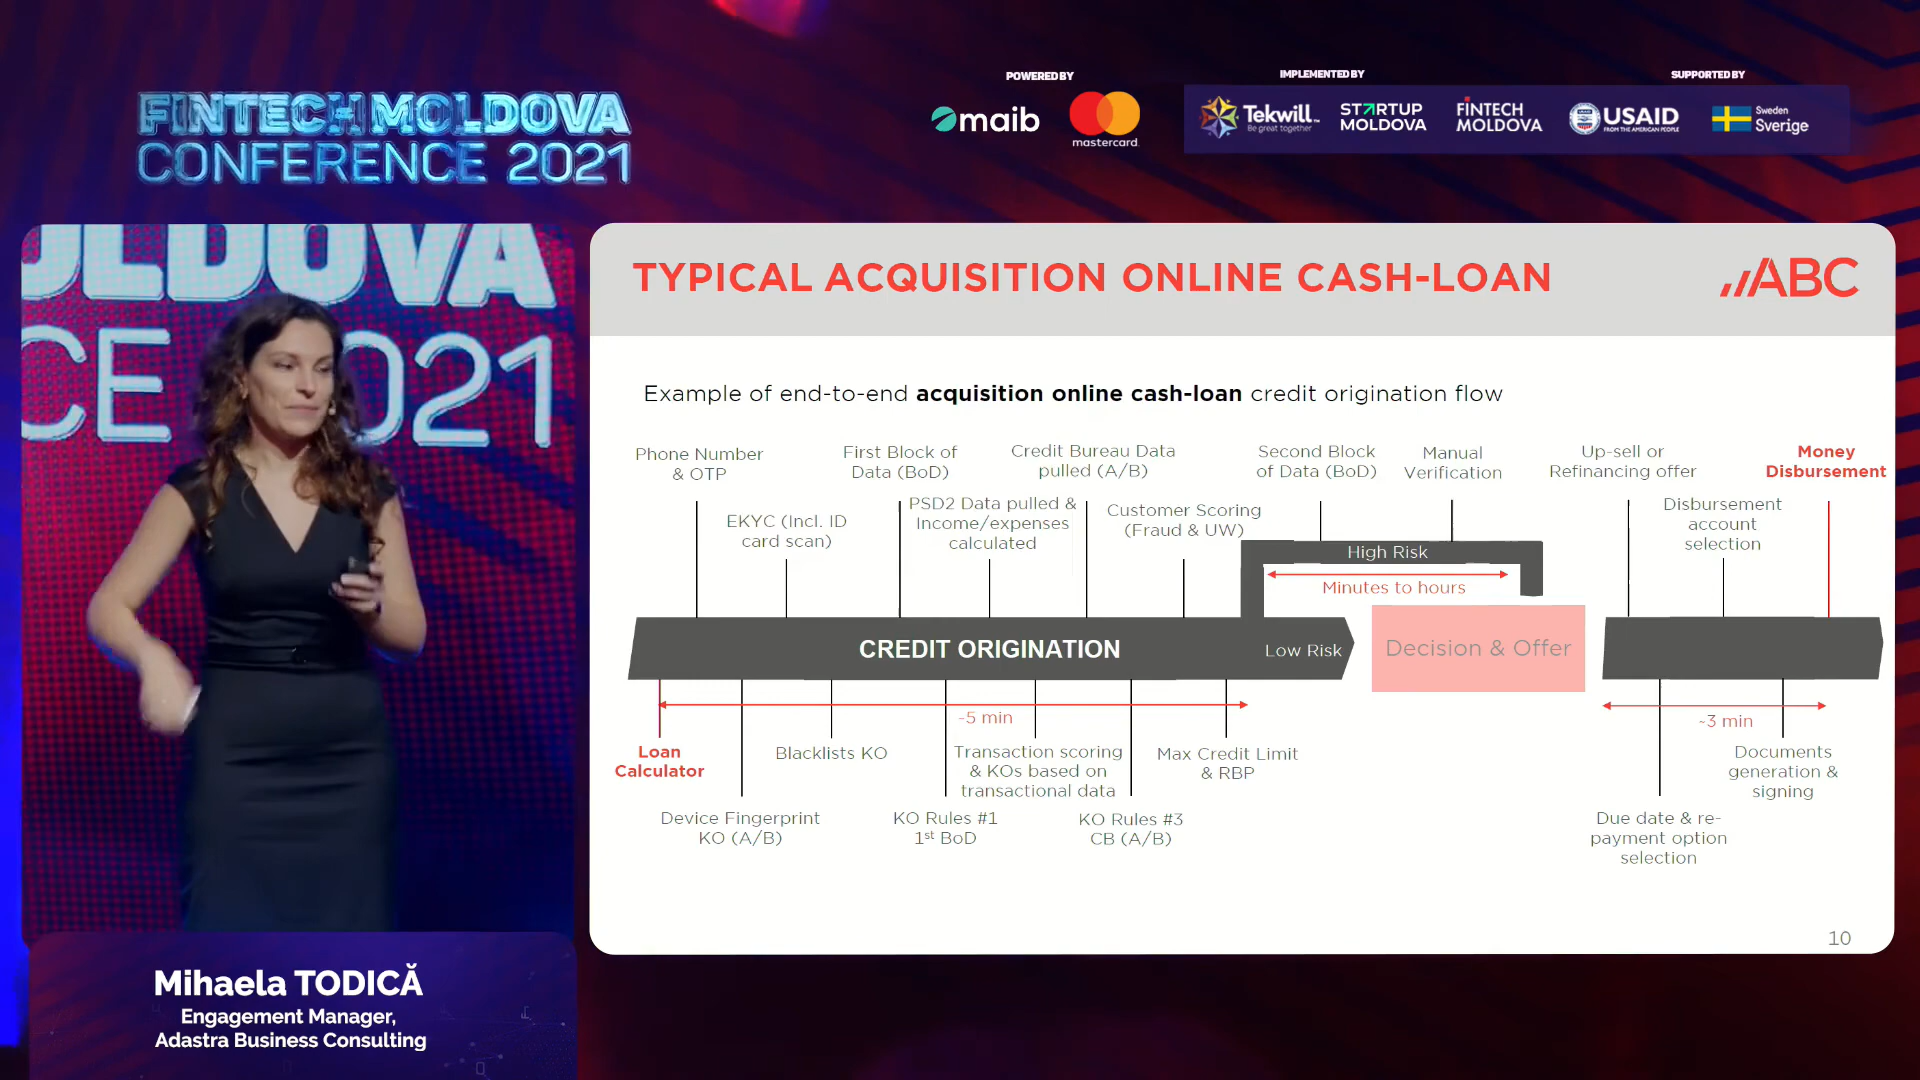 FINTECH MOLDOVA
CONFERENCE 2021
POWERED BY
maib
mastercard.
IMPLEMENTED BY
Tekwill
Be great together
STARTUP
MOLDOVA
FINTECH
MOLDOVA
SUPPORTED BY
USAID
FROM THE AMERICAN PEOPLE
Sweden
Sverige
OLDOVA
CE 2021
TYPICAL ACQUISITION ONLINE CASH-LOAN
ABC
Example of end-to-end acquisition online cash-loan credit origination flow
Phone Number
& OTP
EKYC (Incl. ID
card scan)
First Block of
Data (BoD)
PSD2 Data pulled &
Income/expenses
calculated
Credit Bureau Data
pulled (A/B)
Customer Scoring
(Fraud & UW)
Second Block
of Data (BoD)
Manual
Verification
Up-sell or
Refinancing offer
Disbursement
account
selection
Money
Disbursement
High Risk
Minutes to hours
CREDIT ORIGINATION
Low Risk
Decision & Offer
~5 min
~3 min
Loan
Calculator
Device Fingerprint
KO (A/B)
Blacklists KO
KO Rules #1
1st BoD
Transaction scoring
& KOs based on
transactional data
KO Rules #3
CB (A/B)
Max Credit Limit
& RBP
Due date & re-
payment option
selection
Documents
generation &
signing
10
Mihaela TODICĂ
Engagement Manager,
Adastra Business Consulting